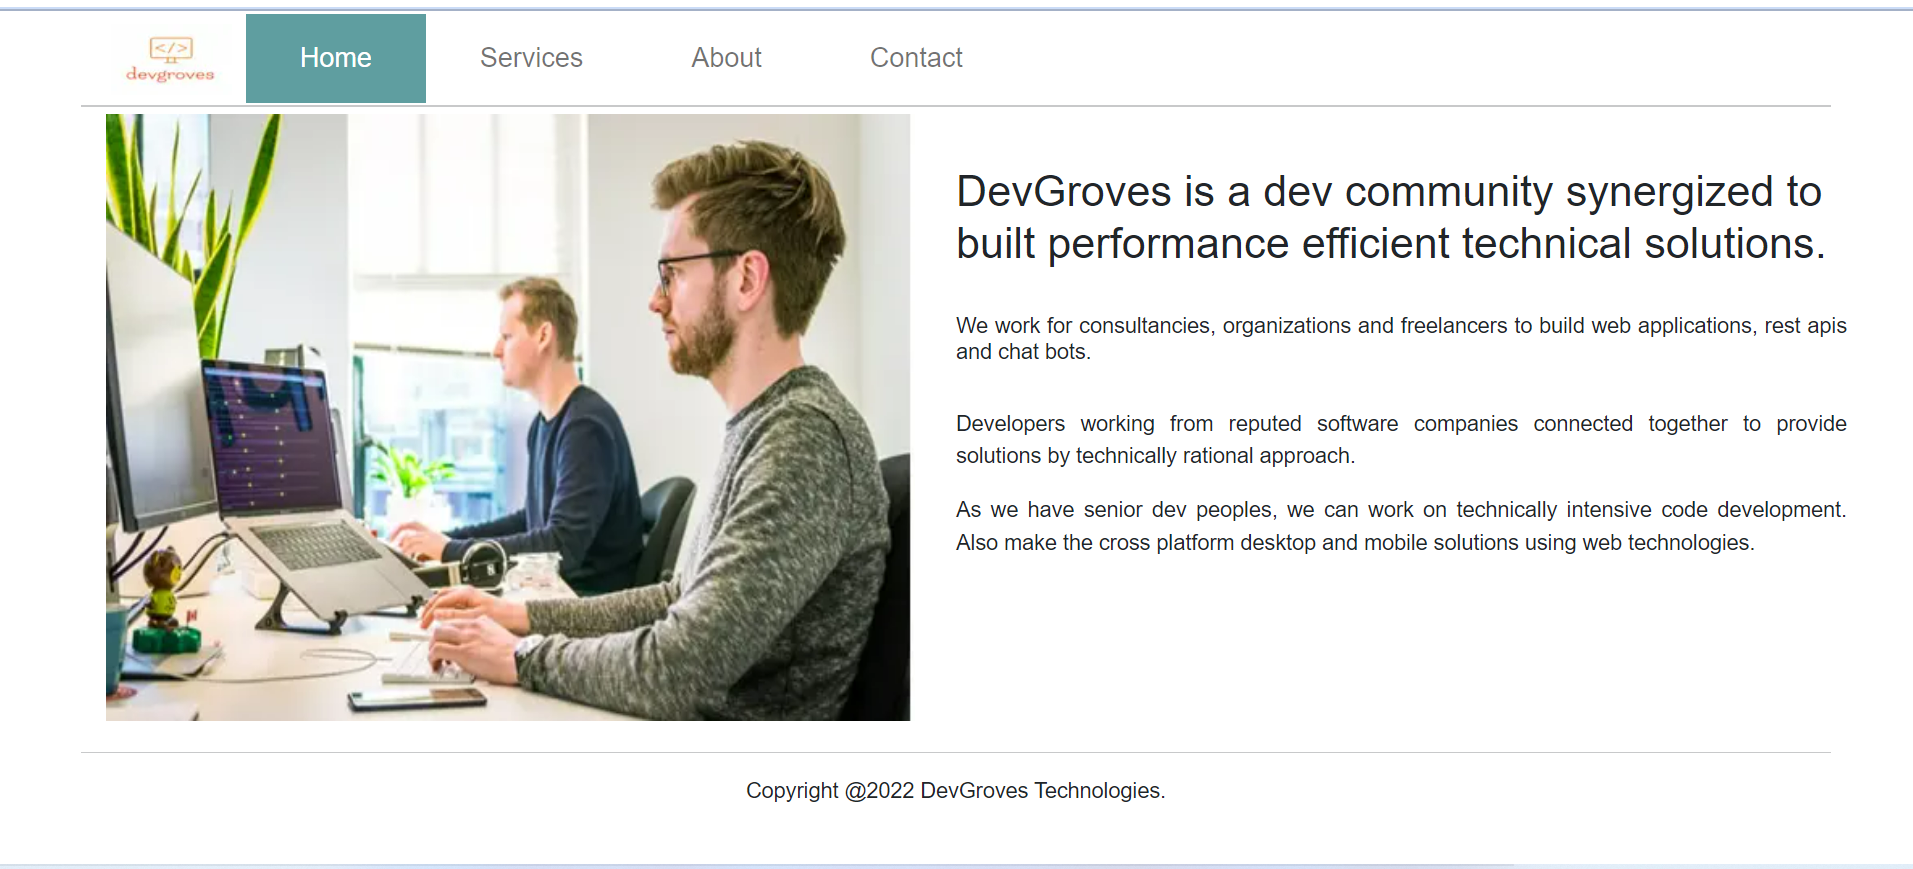 </>
devgroves
Home
Services
About
Contact
DevGroves is a dev community synergized to
built performance efficient technical solutions.
We work for consultancies, organizations and freelancers to build web applications, rest apis
and chat bots.
Developers working from reputed software companies connected together to provide
solutions by technically rational approach.
As we have senior dev peoples, we can work on technically intensive code development.
Also make the cross platform desktop and mobile solutions using web technologies.
Copyright @2022 DevGroves Technologies.